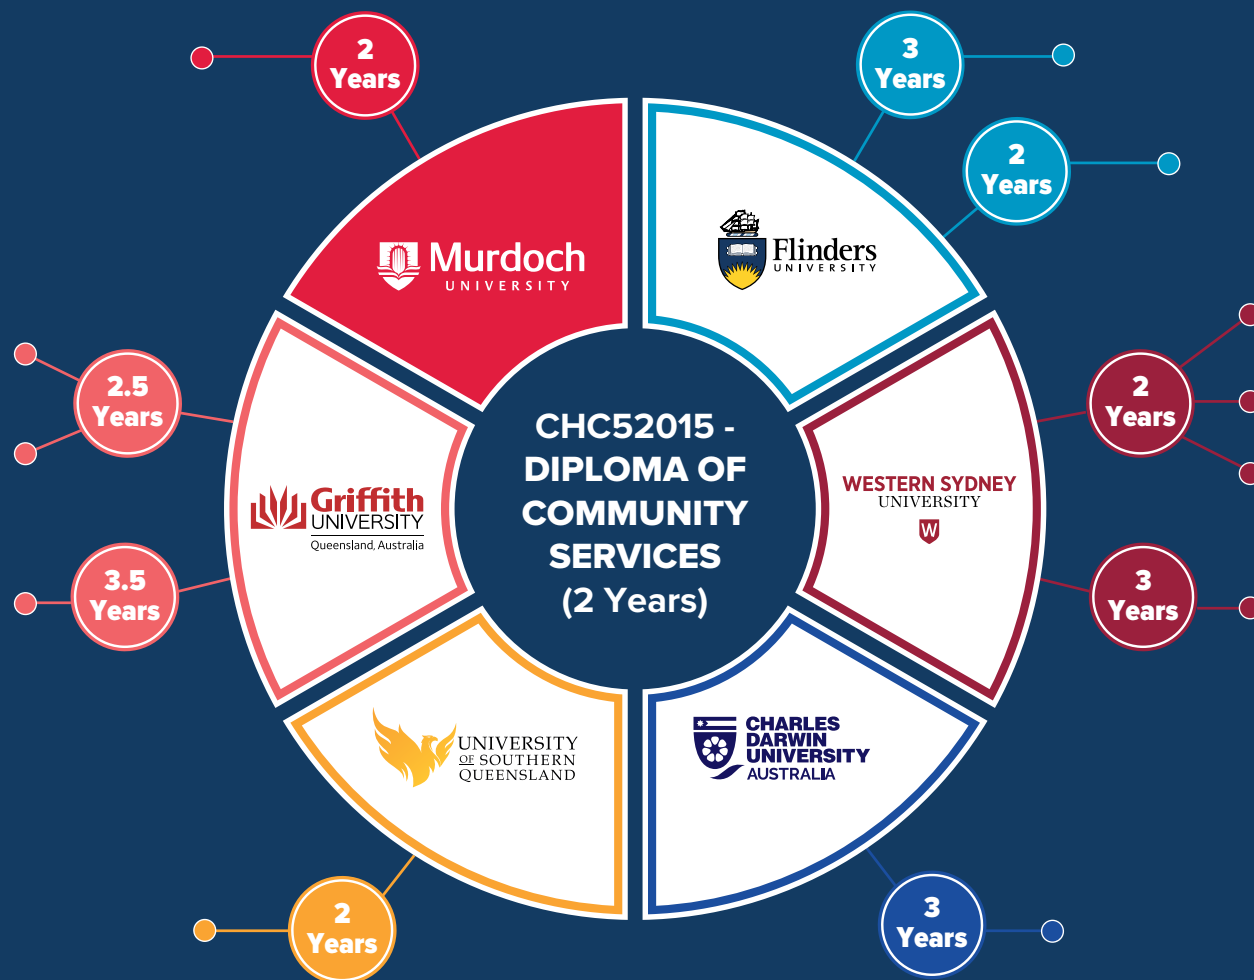 2
Years
3
Years
2
Years
Murdoch
UNIVERSITY
Flinders
UNIVERSITY
2.5
Years
2
Years
CHC52015 -
DIPLOMA OF
COMMUNITY
SERVICES
(2 Years)
Griffith
UNIVERSITY
Queensland, Australia
WESTERN SYDNEY
UNIVERSITY
W
3.5
Years
3
Years
UNIVERSITY
OF SOUTHERN
QUEENSLAND
CHARLES
DARWIN
UNIVERSITY
AUSTRALIA
2
Years
3
Years